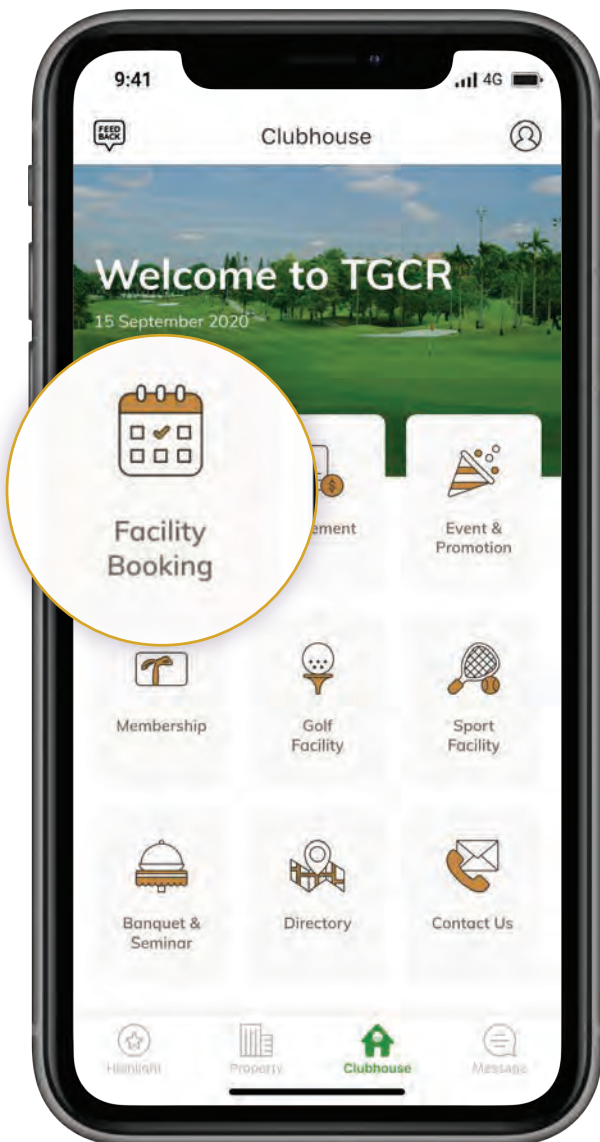 9:41
4G
FEED
BACK
Clubhouse
Welcome to TGCR
15 September 2020
Facility
Booking
ement
Event &
Promotion
Membership
Golf
Facility
Sport
Facility
Banquet &
Seminar
Directory
Contact Us
Highlight
Property
Clubhouse
Message